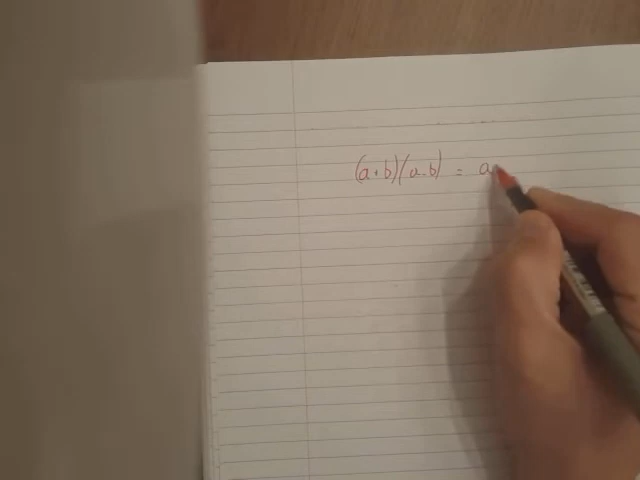 (a+b)(a-b) = a